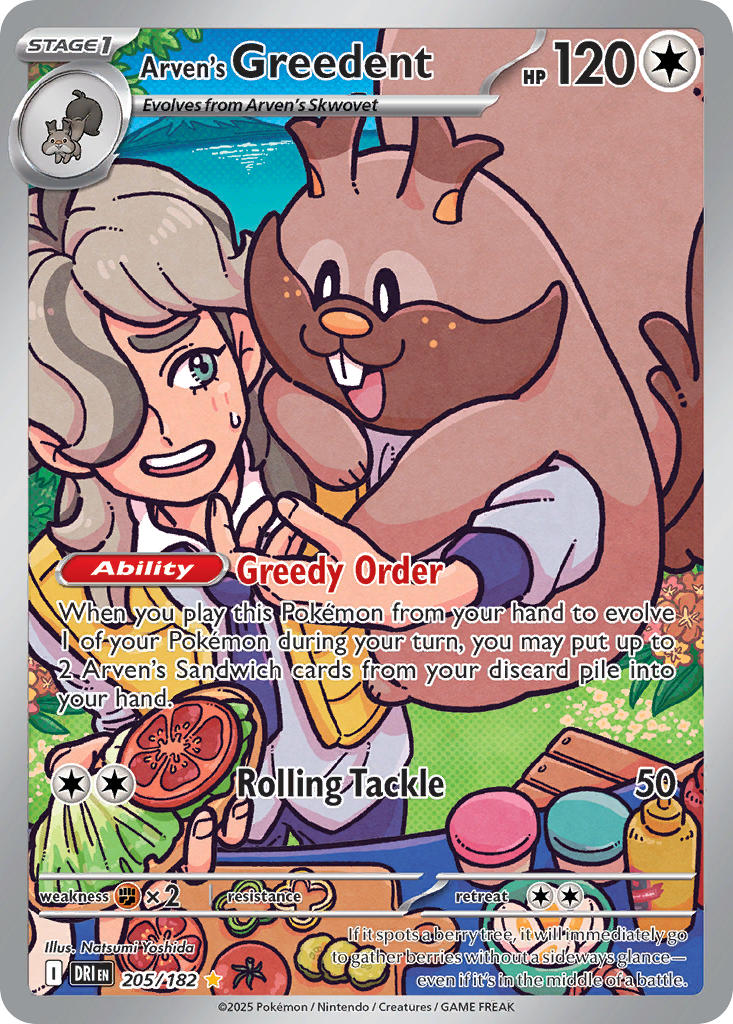 STAGE 1
Arven's Greedent
HP 120
Evolves from Arven's Skwovet
Ability Greedy Order
When you play this Pokémon from your hand to evolve
1 of your Pokémon during your turn, you may put up to
2 Arven's Sandwich cards from your discard pile into
your hand.
Rolling Tackle 50
weakness ×2 resistance retreat
Illus. Natsumi Yoshida
If it spots a berry tree, it will immediately go
to gather berries without a sideways glance—
even if it's in the middle of a battle.
I DRI EN 205/182
©2025 Pokémon / Nintendo / Creatures / GAME FREAK